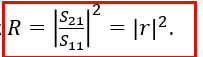 R = |s₂₁/s₁₁|² = |r|².